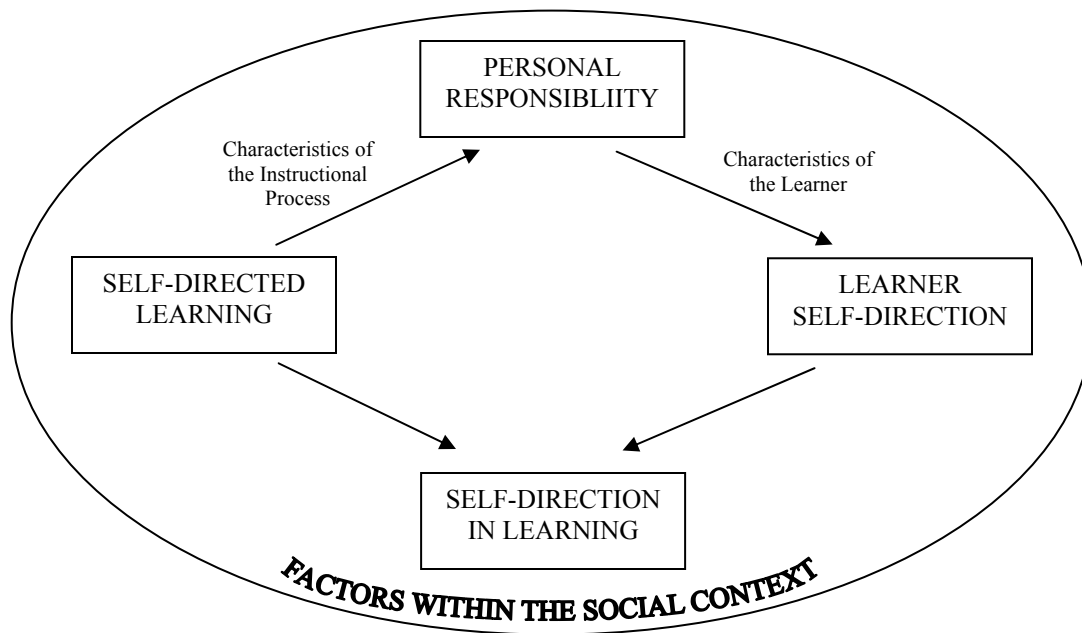 PERSONAL
RESPONSIBLIITY
Characteristics of
the Instructional
Process
Characteristics of
the Learner
SELF-DIRECTED
LEARNING
LEARNER
SELF-DIRECTION
SELF-DIRECTION
IN LEARNING
FACTORS WITHIN THE SOCIAL CONTEXT